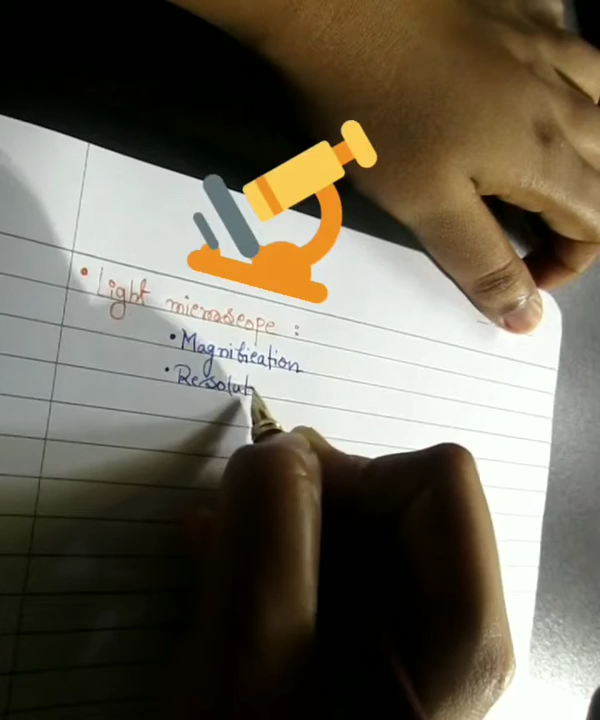 • Light microscope :
• Magnification
• Resolut